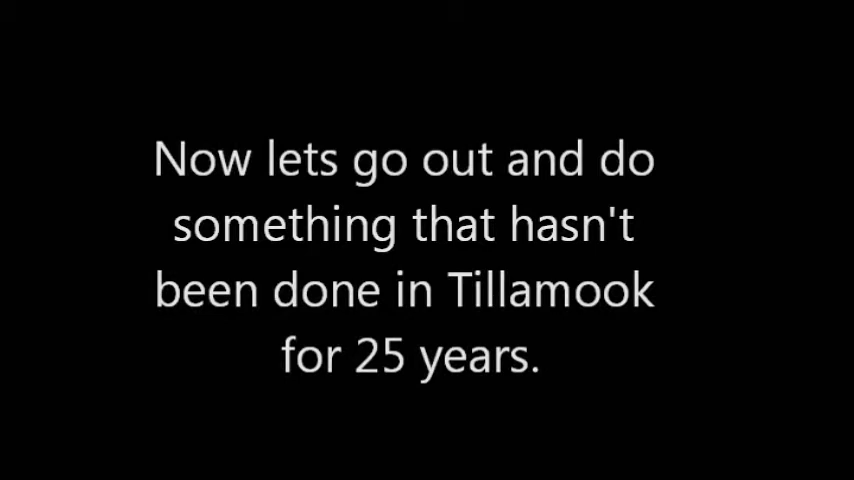 Now lets go out and do
something that hasn't
been done in Tillamook
for 25 years.